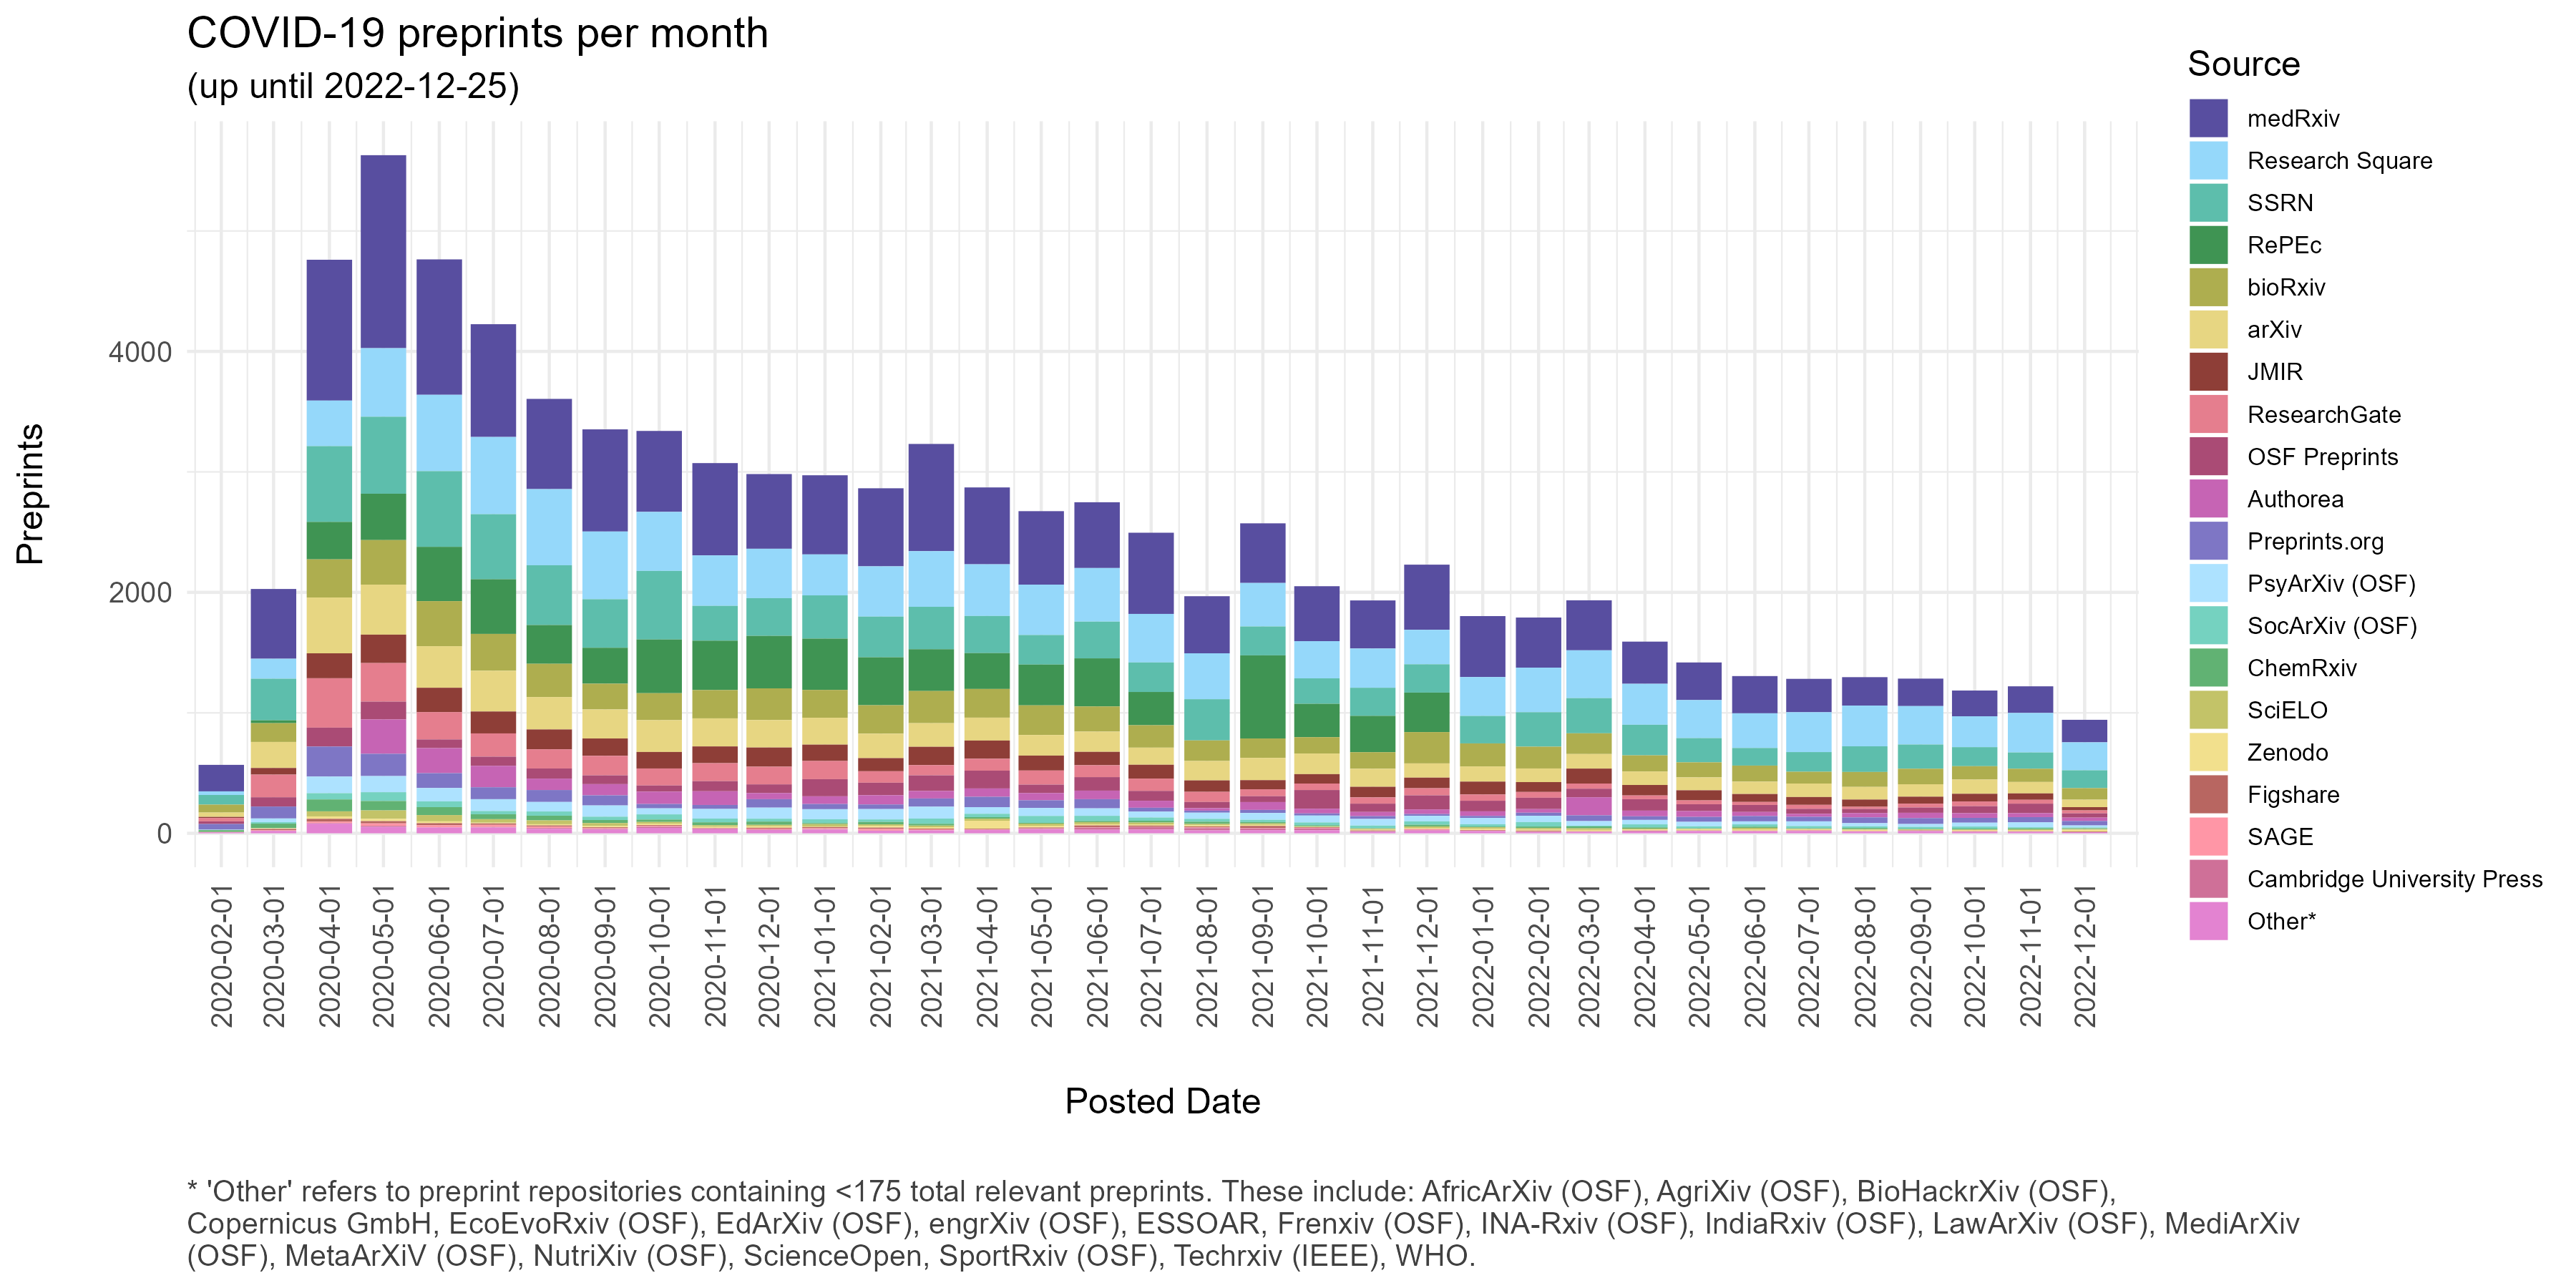 COVID-19 preprints per month
(up until 2022-12-25)
Source
medRxiv
Research Square
SSRN
RePEc
bioRxiv
arXiv
JMIR
ResearchGate
OSF Preprints
Authorea
Preprints.org
PsyArXiv (OSF)
SocArXiv (OSF)
ChemRxiv
SciELO
Zenodo
Figshare
SAGE
Cambridge University Press
Other*
Preprints
4000
2000
0
2020-02-01
2020-03-01
2020-04-01
2020-05-01
2020-06-01
2020-07-01
2020-08-01
2020-09-01
2020-10-01
2020-11-01
2020-12-01
2021-01-01
2021-02-01
2021-03-01
2021-04-01
2021-05-01
2021-06-01
2021-07-01
2021-08-01
2021-09-01
2021-10-01
2021-11-01
2021-12-01
2022-01-01
2022-02-01
2022-03-01
2022-04-01
2022-05-01
2022-06-01
2022-07-01
2022-08-01
2022-09-01
2022-10-01
2022-11-01
2022-12-01
Posted Date
* 'Other' refers to preprint repositories containing <175 total relevant preprints. These include: AfricArXiv (OSF), AgriXiv (OSF), BioHackrXiv (OSF),
Copernicus GmbH, EcoEvoRxiv (OSF), EdArXiv (OSF), engrXiv (OSF), ESSOAR, Frenxiv (OSF), INA-Rxiv (OSF), IndiaRxiv (OSF), LawArXiv (OSF), MediArXiv
(OSF), MetaArXiV (OSF), NutriXiv (OSF), ScienceOpen, SportRxiv (OSF), Techrxiv (IEEE), WHO.